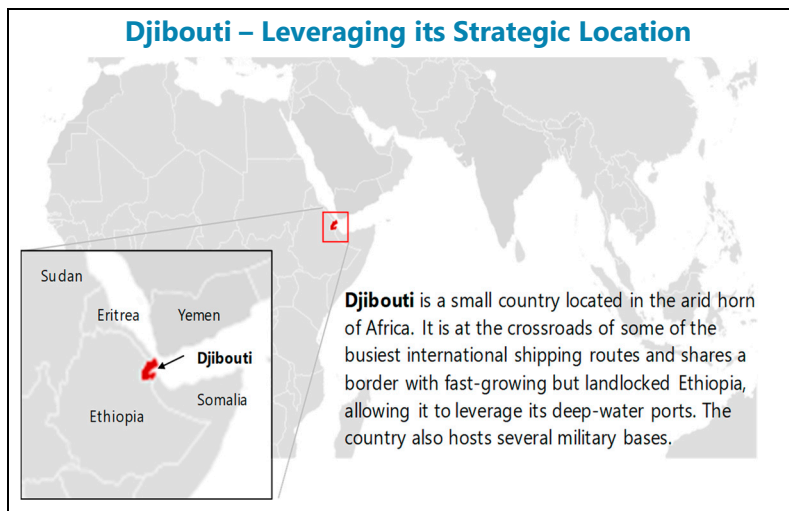 Djibouti – Leveraging its Strategic Location
Sudan
Eritrea
Yemen
Djibouti
Somalia
Ethiopia
Djibouti is a small country located in the arid horn
of Africa. It is at the crossroads of some of the
busiest international shipping routes and shares a
border with fast-growing but landlocked Ethiopia,
allowing it to leverage its deep-water ports. The
country also hosts several military bases.